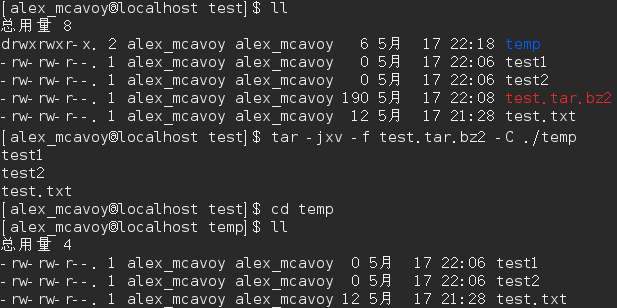 [alex_mcavoy@localhost test]$ ll
总用量 8
drwxrwxr-x. 2 alex_mcavoy alex_mcavoy   6 5月  17 22:18 temp
-rw-rw-r--. 1 alex_mcavoy alex_mcavoy   0 5月  17 22:06 test1
-rw-rw-r--. 1 alex_mcavoy alex_mcavoy   0 5月  17 22:06 test2
-rw-rw-r--. 1 alex_mcavoy alex_mcavoy 190 5月  17 22:08 test.tar.bz2
-rw-rw-r--. 1 alex_mcavoy alex_mcavoy  12 5月  17 21:28 test.txt
[alex_mcavoy@localhost test]$ tar -jxv -f test.tar.bz2 -C ./temp
test1
test2
test.txt
[alex_mcavoy@localhost test]$ cd temp
[alex_mcavoy@localhost temp]$ ll
总用量 4
-rw-rw-r--. 1 alex_mcavoy alex_mcavoy  0 5月  17 22:06 test1
-rw-rw-r--. 1 alex_mcavoy alex_mcavoy  0 5月  17 22:06 test2
-rw-rw-r--. 1 alex_mcavoy alex_mcavoy 12 5月  17 21:28 test.txt